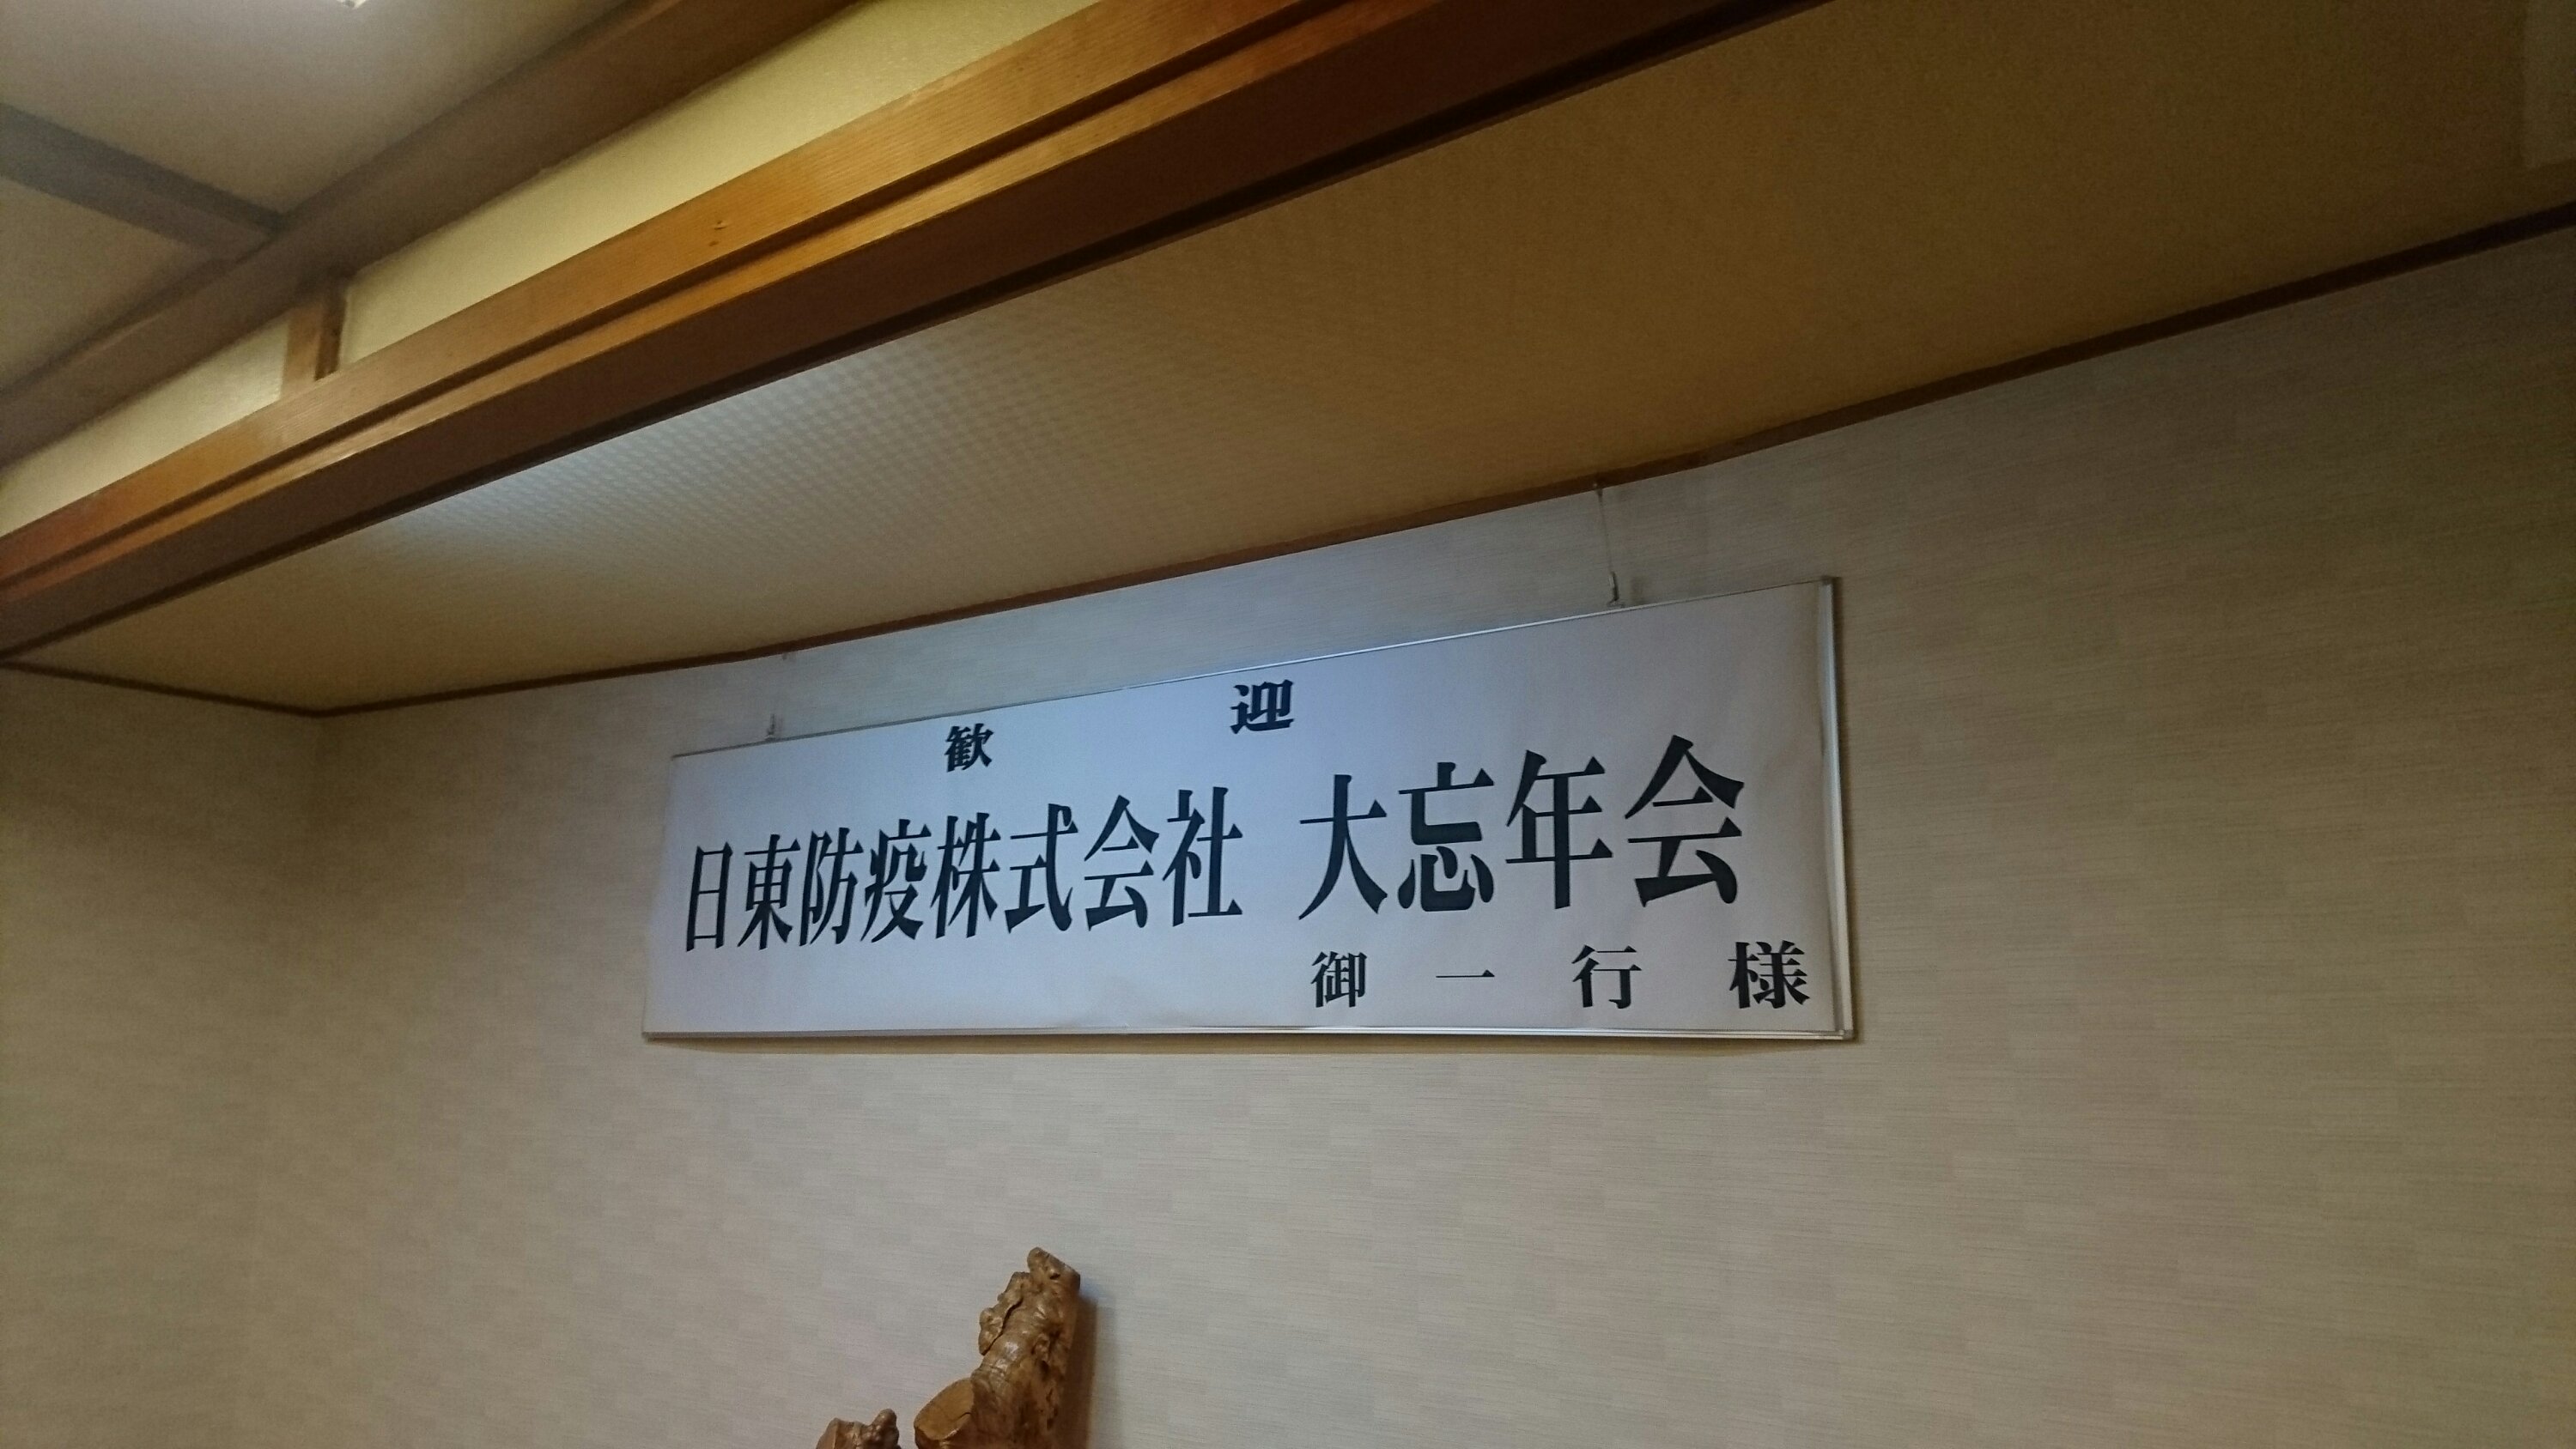 歓迎
日東防疫株式会社 大忘年会
御一行様